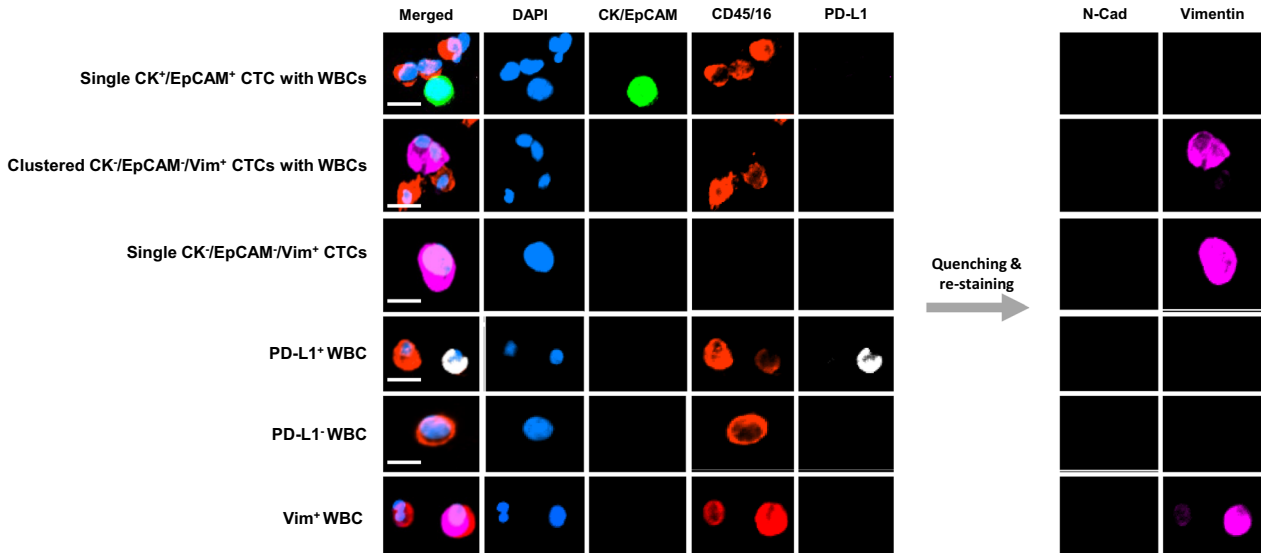 Merged DAPI CK/EpCAM CD45/16 PD-L1 N-Cad Vimentin
Single CK⁺/EpCAM⁺ CTC with WBCs
Clustered CK⁻/EpCAM⁻/Vim⁺ CTCs with WBCs
Single CK⁻/EpCAM⁻/Vim⁺ CTCs
Quenching &
re-staining
PD-L1⁺ WBC
PD-L1⁻ WBC
Vim⁺ WBC